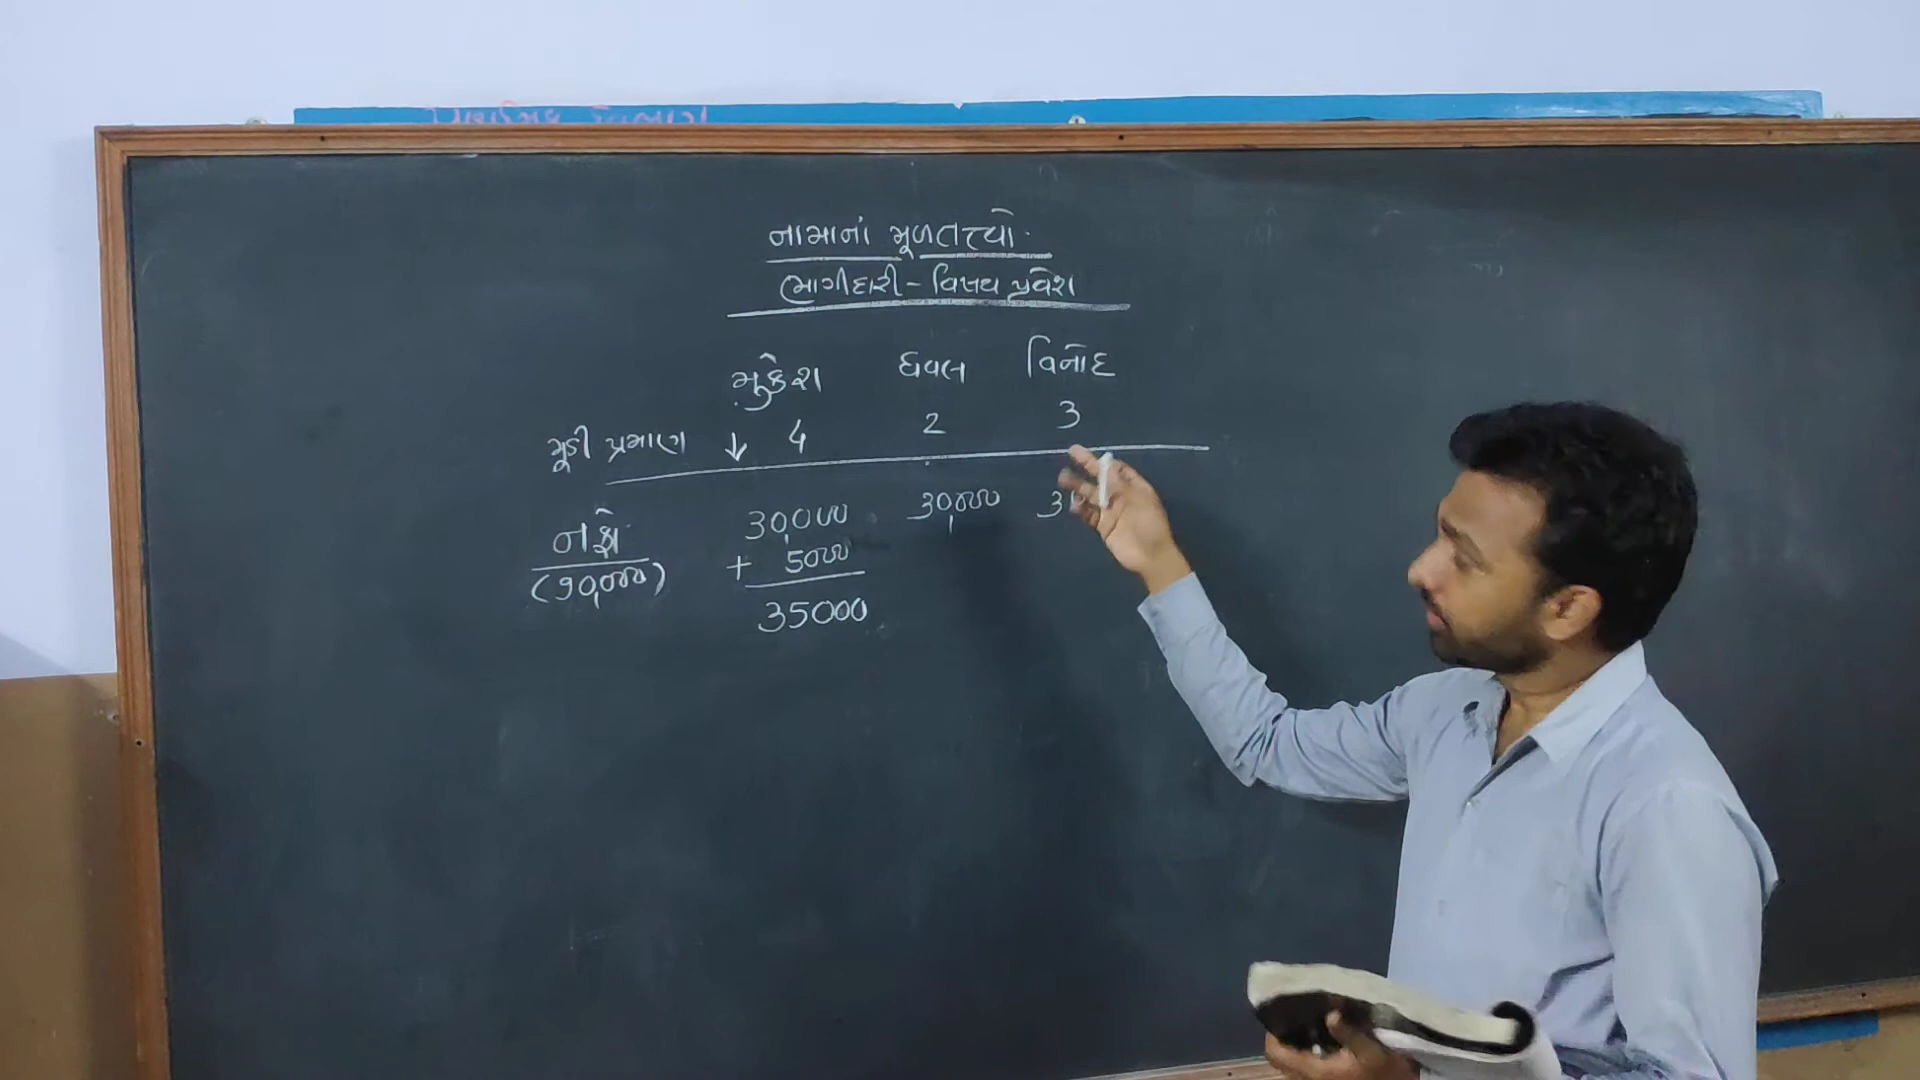 નામાનાં મૂળતત્ત્વો.
ભાગીદારી - વિષય પ્રવેશ
મુકેશ ધવલ વિનોદ
મૂડી પ્રમાણ ↓ 4 2 3
નફો 30,000 30,000
(90,000) + 5000
35000